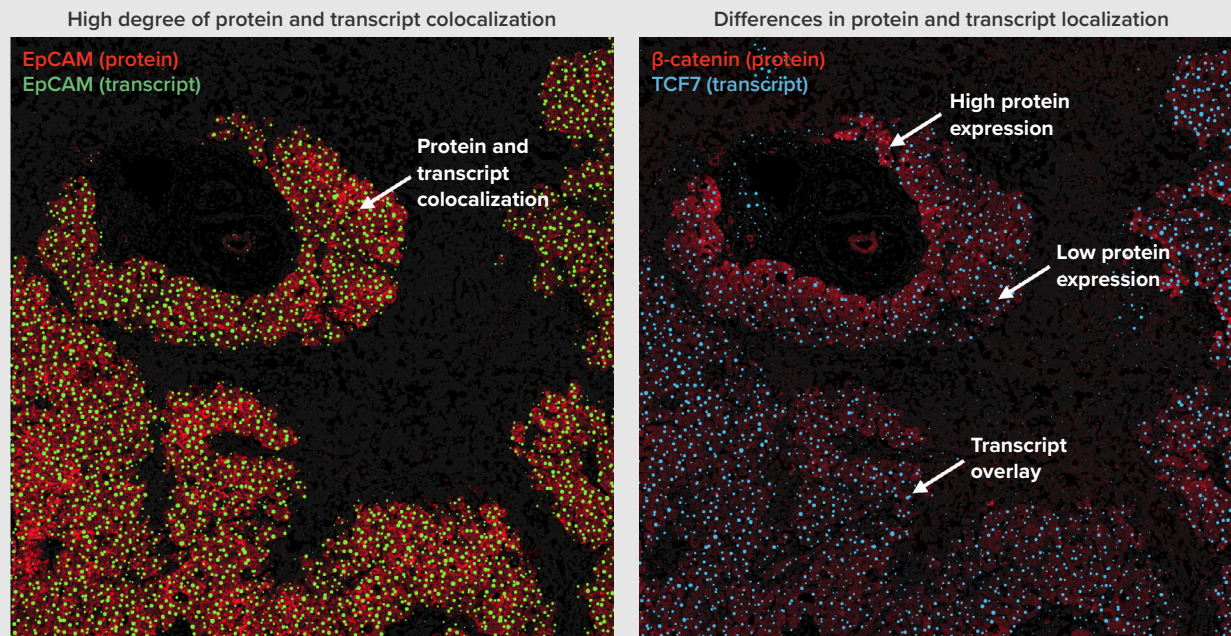 High degree of protein and transcript colocalization
EpCAM (protein)
EpCAM (transcript)
Protein and
transcript
colocalization
Differences in protein and transcript localization
β-catenin (protein)
TCF7 (transcript)
High protein
expression
Low protein
expression
Transcript
overlay